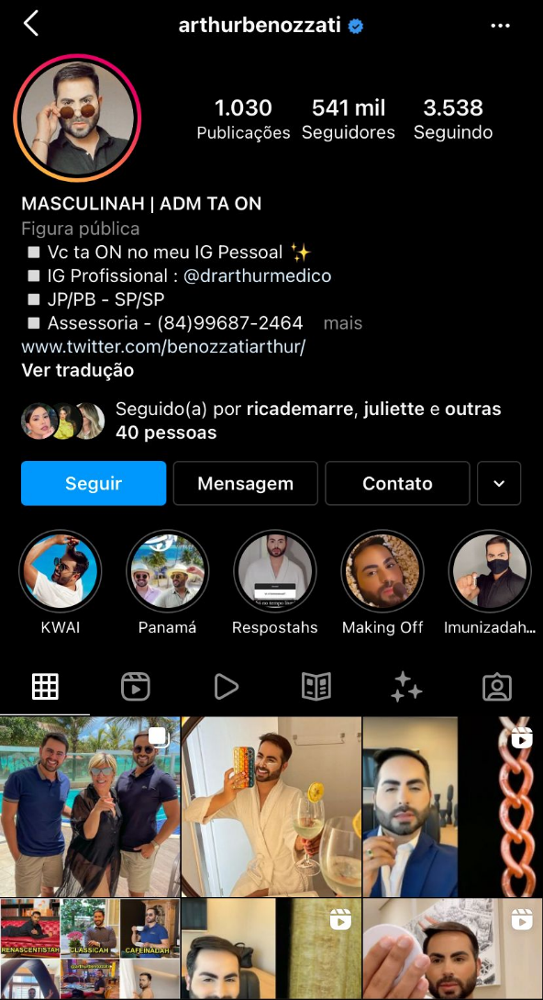 arthurbenozzati
1.030 541 mil 3.538
Publicações Seguidores Seguindo
MASCULINAH | ADM TA ON
Figura pública
◻️ Vc ta ON no meu IG Pessoal ✨
◻️ IG Profissional : @drarthurmedico
◻️ JP/PB - SP/SP
◻️ Assessoria - (84)99687-2464 mais
www.twitter.com/benozzatiarthur/
Ver tradução
Seguido(a) por ricademarre, juliette e outras
40 pessoas
Seguir Mensagem Contato
KWAI Panamá Respostahs Making Off Imunizadah...
RENASCENTISTAH CLASSICAH CAFEINADAH
@arthurbenozzati